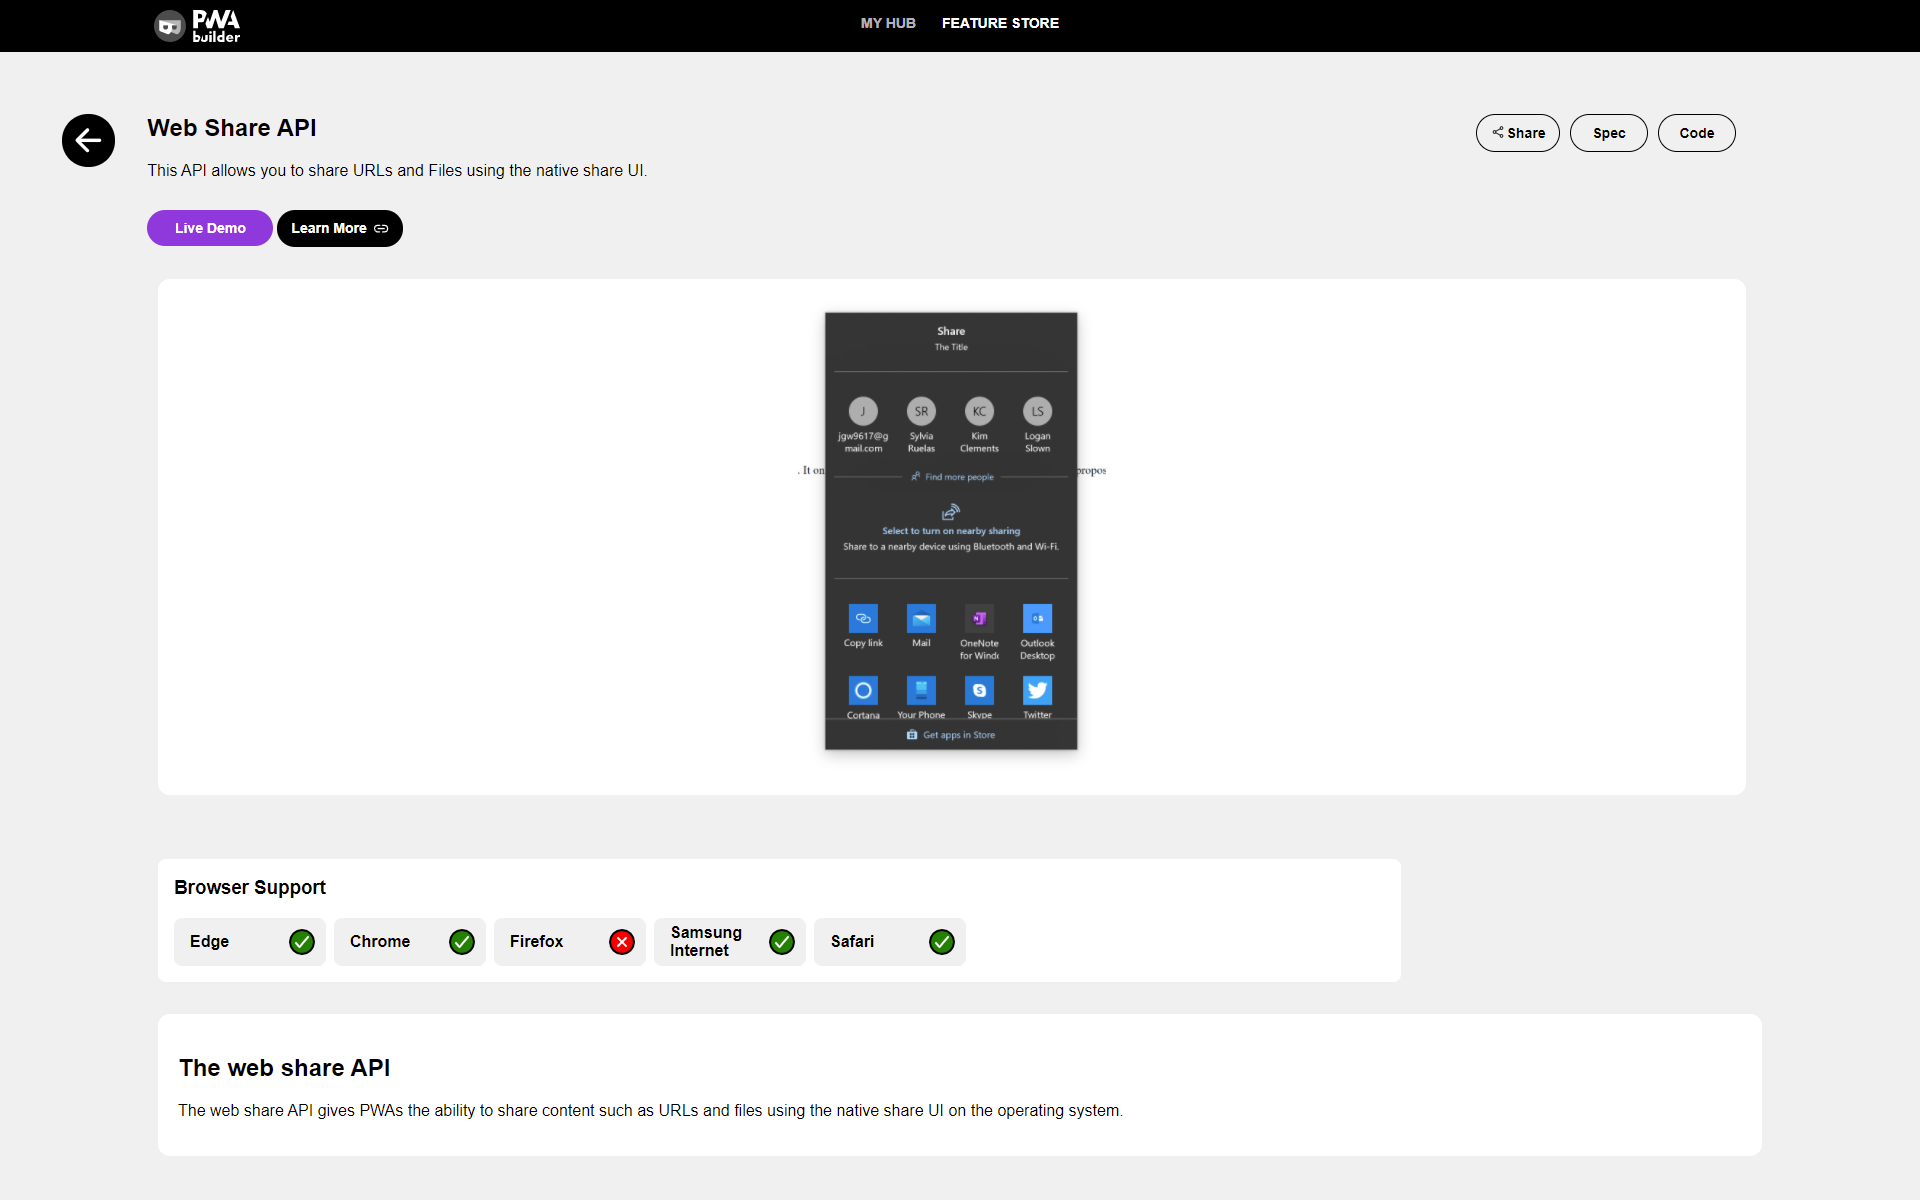 PWA
builder
MY HUB
FEATURE STORE
Web Share API
Share
Spec
Code
This API allows you to share URLs and Files using the native share UI.
Live Demo
Learn More
Share
The Title
J
SR
KC
LS
jgw9617@g
mail.com
Sylvia
Ruelas
Kim
Clements
Logan
Slown
. It on
propos
Find more people
Select to turn on nearby sharing
Share to a nearby device using Bluetooth and Wi-Fi.
Copy link
Mail
OneNote
for Windo
Outlook
Desktop
Cortana
Your Phone
Skype
Twitter
Get apps in Store
Browser Support
Edge
Chrome
Firefox
Samsung
Internet
Safari
The web share API
The web share API gives PWAs the ability to share content such as URLs and files using the native share UI on the operating system.